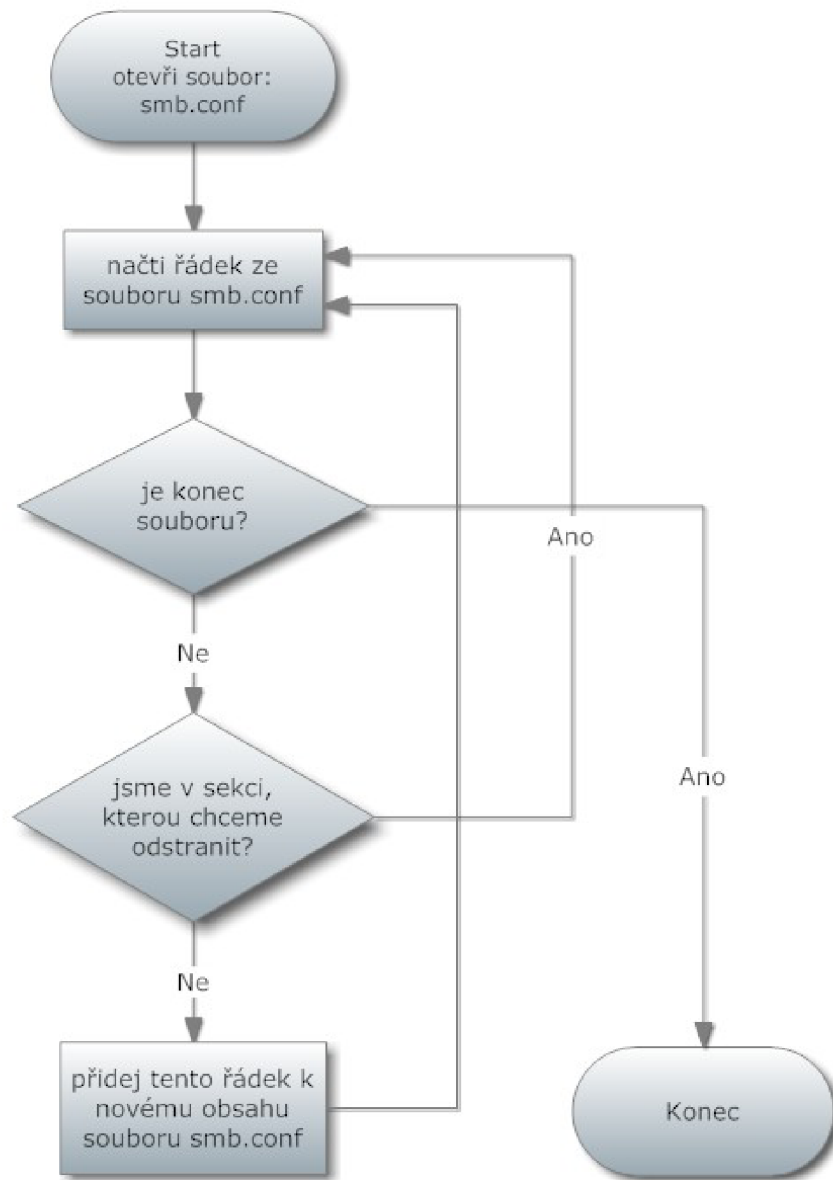 Start
otevři soubor:
smb.conf
načti řádek ze
souboru smb.conf
je konec
souboru?
Ano
Ne
jsme v sekci,
kterou chceme
odstranit?
Ano
Ne
přidej tento řádek k
novému obsahu
souboru smb.conf
Konec